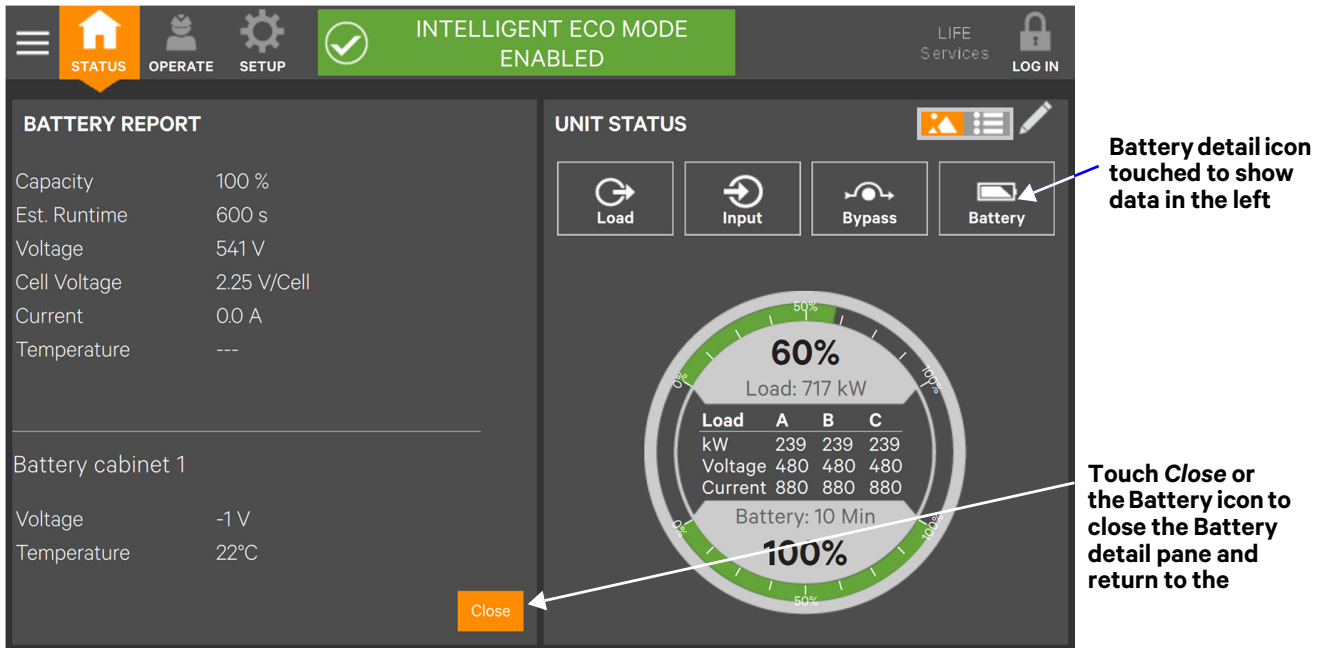 STATUS
OPERATE
SETUP
INTELLIGENT ECO MODE
ENABLED
LIFE
Services
LOG IN
BATTERY REPORT
Capacity 100 %
Est. Runtime 600 s
Voltage 541 V
Cell Voltage 2.25 V/Cell
Current 0.0 A
Temperature ---
Battery cabinet 1
Voltage -1 V
Temperature 22°C
Close
UNIT STATUS
Load
Input
Bypass
Battery
50%
0%
100%
60%
Load: 717 kW
Load A B C
kW 239 239 239
Voltage 480 480 480
Current 880 880 880
Battery: 10 Min
100%
0%
100%
50%
Battery detail icon
touched to show
data in the left
Touch Close or
the Battery icon to
close the Battery
detail pane and
return to the